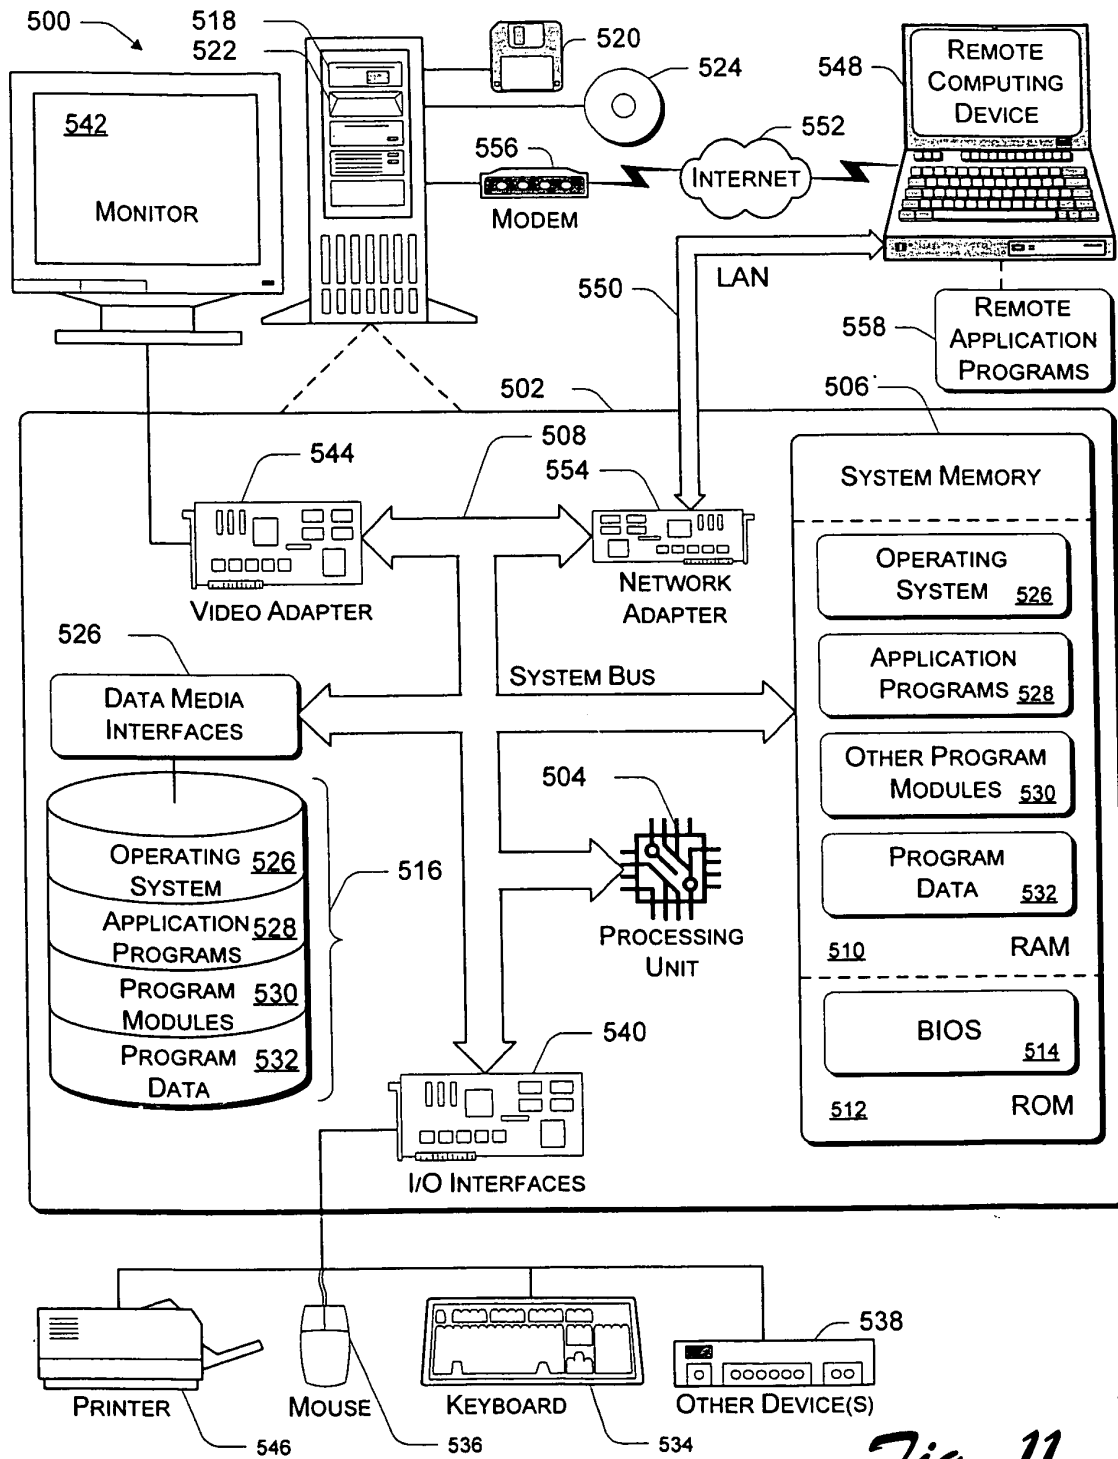 500
518
522
520
524
548
REMOTE
COMPUTING
DEVICE
542
MONITOR
556
MODEM
552
INTERNET
LAN
550
558
REMOTE
APPLICATION
PROGRAMS
502
506
508
544
554
VIDEO ADAPTER
NETWORK
ADAPTER
SYSTEM MEMORY
OPERATING
SYSTEM 526
APPLICATION
PROGRAMS 528
OTHER PROGRAM
MODULES 530
PROGRAM
DATA 532
510 RAM
BIOS 514
512 ROM
526
DATA MEDIA
INTERFACES
SYSTEM BUS
504
PROCESSING
UNIT
OPERATING
SYSTEM 526
APPLICATION
PROGRAMS 528
PROGRAM
MODULES 530
PROGRAM
DATA 532
516
540
I/O INTERFACES
PRINTER
546
MOUSE
536
KEYBOARD
534
538
OTHER DEVICE(S)
Fig. 11